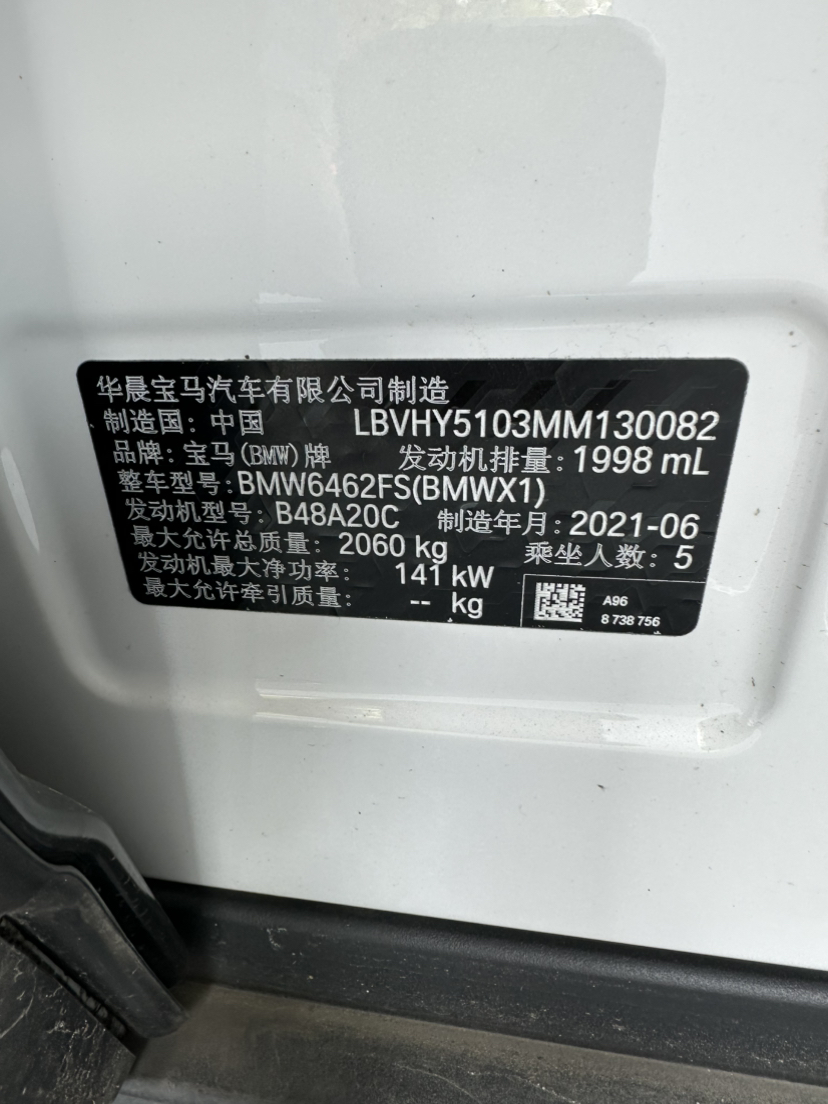 华晨宝马汽车有限公司制造
制造国: 中国 LBVHY5103MM130082
品牌: 宝马(BMW)牌 发动机排量: 1998 mL
整车型号: BMW6462FS(BMWX1)
发动机型号: B48A20C 制造年月: 2021-06
最大允许总质量: 2060 kg 乘坐人数: 5
发动机最大净功率: 141 kW
最大允许牵引质量: -- kg
A96
8 738 756